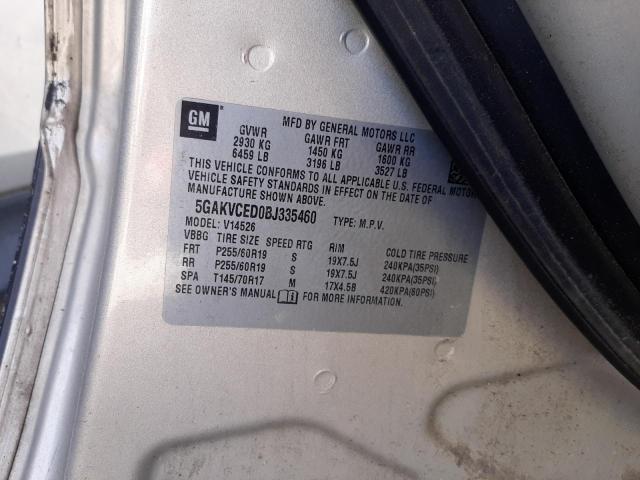 GM
MFD BY GENERAL MOTORS LLC
GVWR GAWR FRT GAWR RR
2930 KG 1450 KG 1600 KG
6459 LB 3196 LB 3527 LB
THIS VEHICLE CONFORMS TO ALL APPLICABLE U.S. FEDERAL MOTOR
VEHICLE SAFETY STANDARDS IN EFFECT ON THE DATE OF
MANUFACTURE SHOWN ABOVE.
5GAKVCED0BJ335460 TYPE: M.P.V.
MODEL: V14526
VBBG TIRE SIZE SPEED RTG RIM COLD TIRE PRESSURE
FRT P255/60R19 S 19X7.5J 240KPA(35PSI)
RR P255/60R19 S 19X7.5J 240KPA(35PSI)
SPA T145/70R17 M 17X4.5B 420KPA(60PSI)
SEE OWNER'S MANUAL FOR MORE INFORMATION.